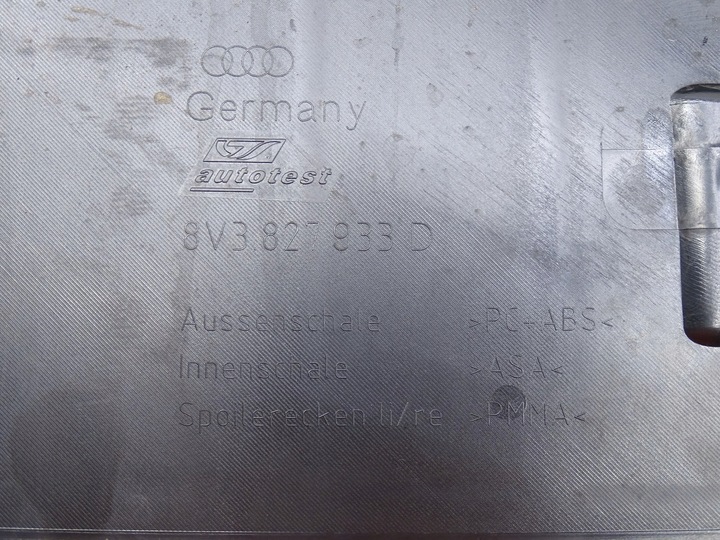 Germany
autotest
8V3.827 933 D
Aussenschale >PC-ABS<
Innenschale >ASA<
Spoilerecken li/re >PMMA<